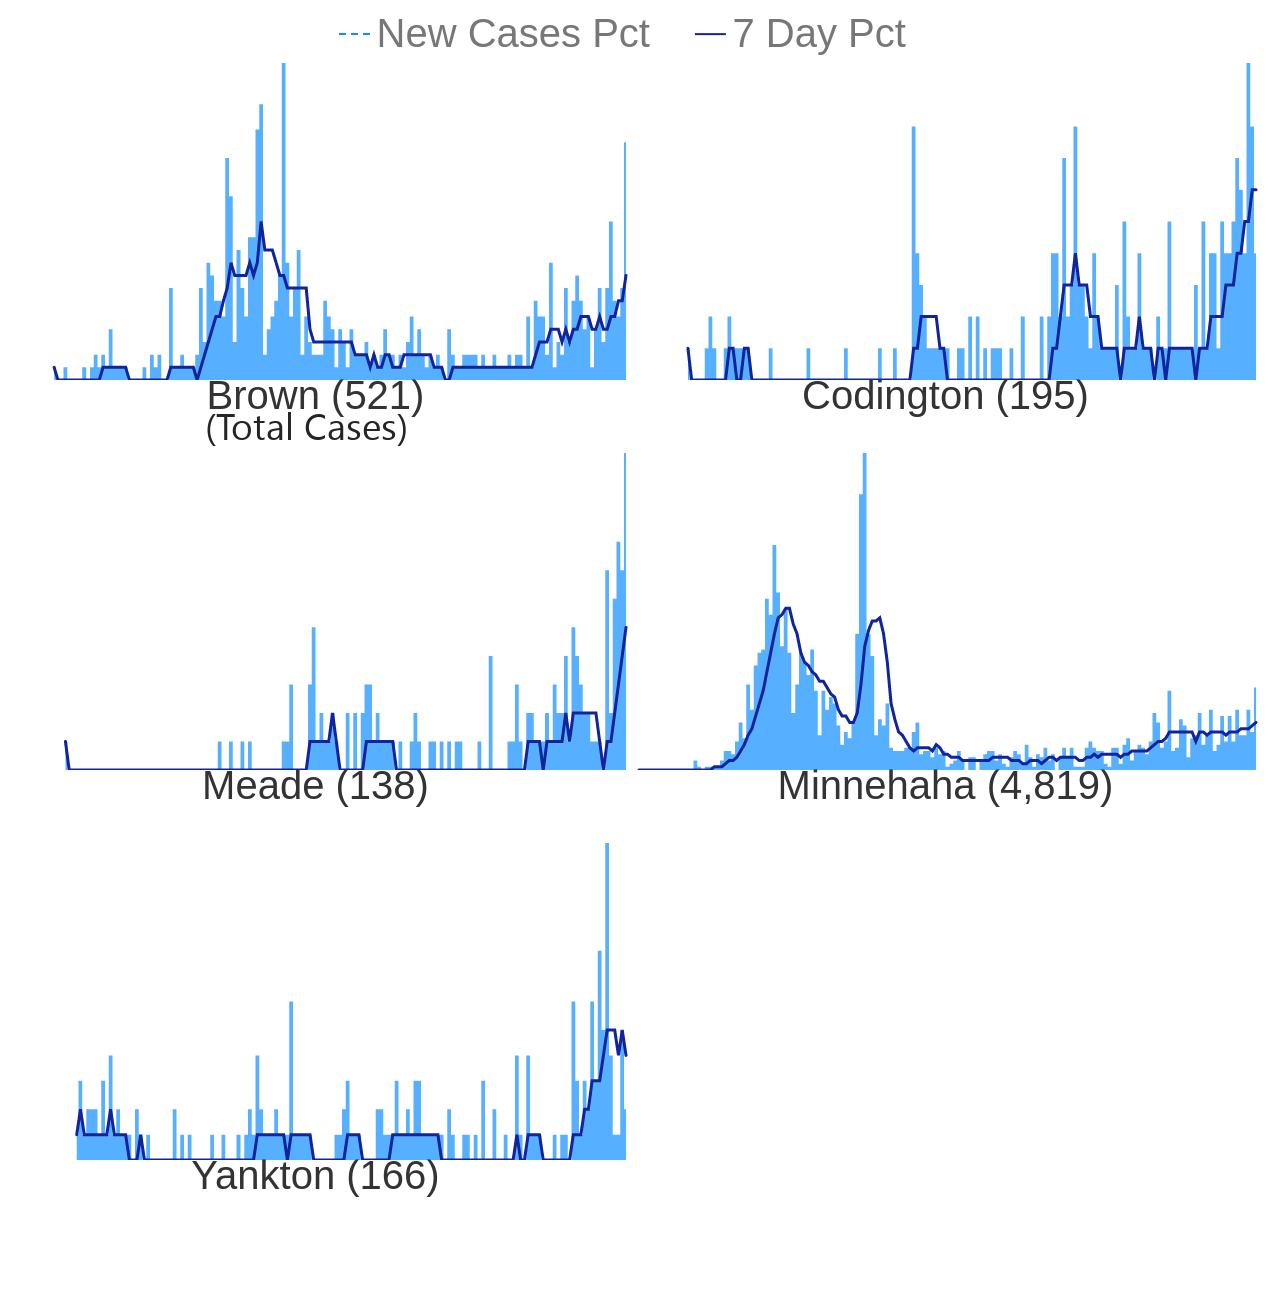 New Cases Pct 7 Day Pct
Brown (521) Codington (195)
(Total Cases)
Meade (138) Minnehaha (4,819)
Yankton (166)